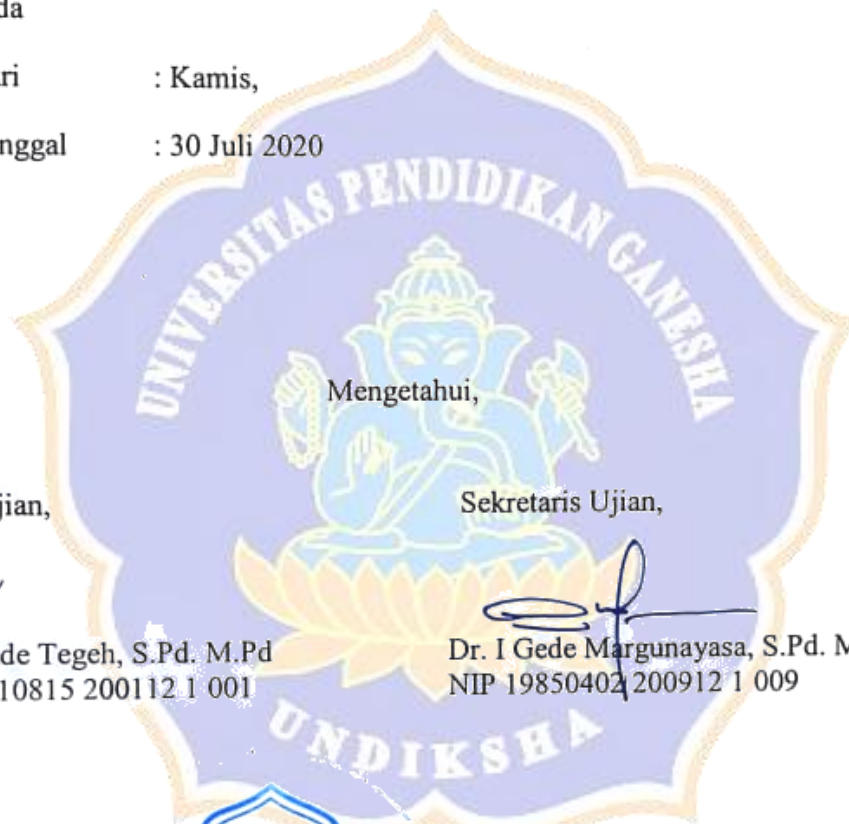 da
ri : Kamis,
nggal : 30 Juli 2020
UNIVERSITAS PENDIDIKAN GANESHA
Mengetahui,
jian, Sekretaris Ujian,
de Tegeh, S.Pd. M.Pd Dr. I Gede Margunayasa, S.Pd. M
10815 200112 1 001 NIP 19850402 200912 1 009
UNDIKSHA